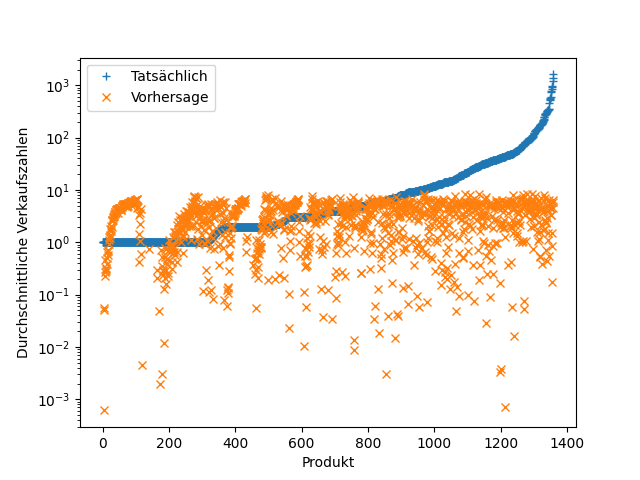 Tatsächlich
Vorhersage
Durchschnittliche Verkaufszahlen
10³
10²
10¹
10⁰
10⁻¹
10⁻²
10⁻³
0 200 400 600 800 1000 1200 1400
Produkt